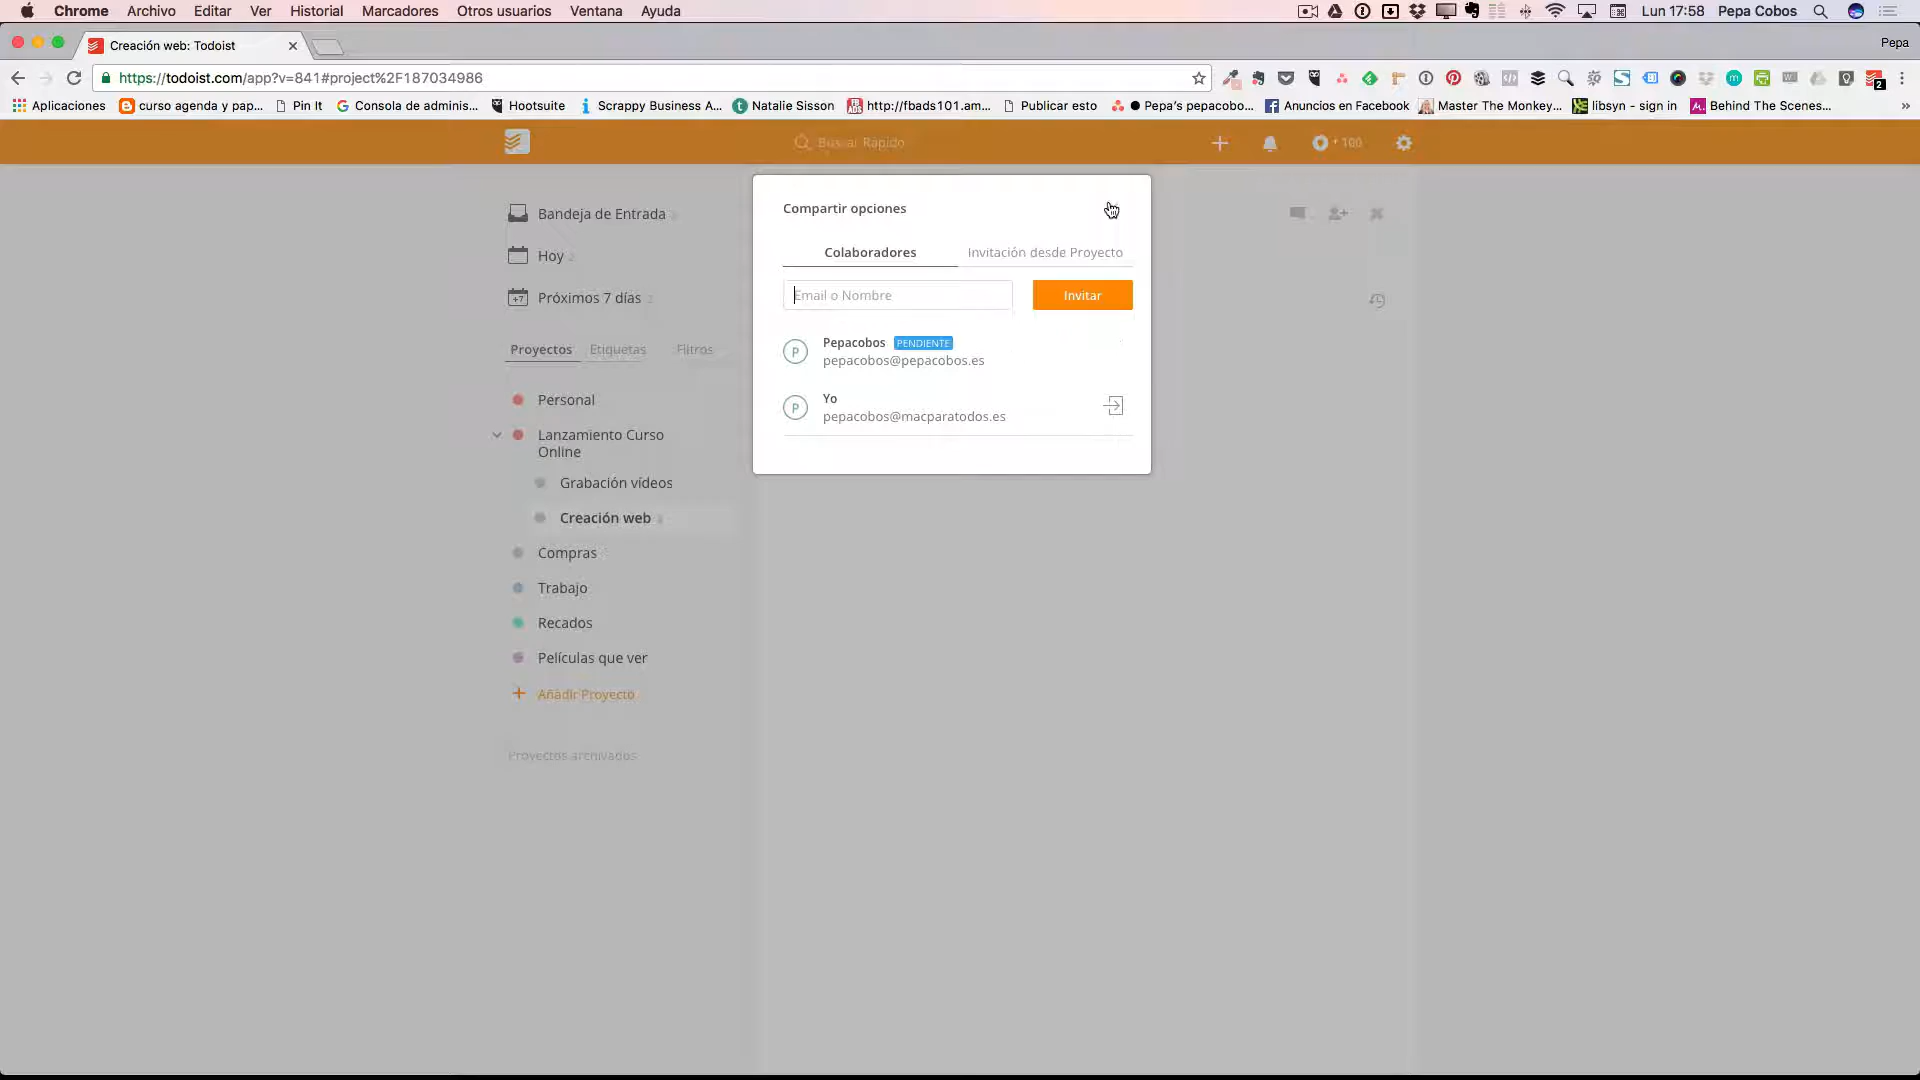 Chrome Archivo Editar Ver Historial Marcadores Otros usuarios Ventana Ayuda Lun 17:58 Pepa Cobos
Creación web: Todoist Pepa
https://todoist.com/app?v=841#project%2F187034986
Aplicaciones curso agenda y pap... Pin It Consola de adminis... Hootsuite Scrappy Business A... Natalie Sisson http://fbads101.am... Publicar esto Pepa's pepacobo... Anuncios en Facebook Master The Monkey... libsyn - sign in Behind The Scenes... »
Buscar Rápido 100
Compartir opciones
Colaboradores Invitación desde Proyecto
Email o Nombre Invitar
Pepacobos PENDIENTE
pepacobos@pepacobos.es
Yo
pepacobos@macparatodos.es
Bandeja de Entrada
Hoy
+7 Próximos 7 días
Proyectos Etiquetas Filtros
Personal
Lanzamiento Curso
Online
Grabación vídeos
Creación web
Compras
Trabajo
Recados
Películas que ver
+ Añadir Proyecto
Proyectos archivados